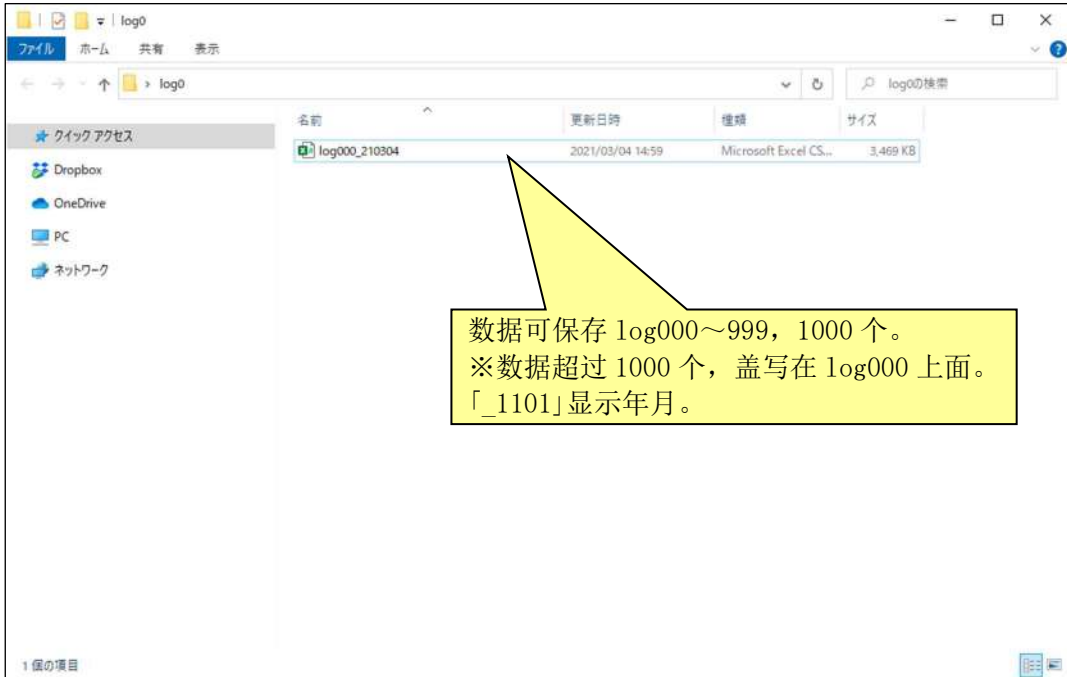 log0
ファイル ホーム 共有 表示
log0
log0の検索
名前 更新日時 種類 サイズ
クイック アクセス
log000_210304 2021/03/04 14:59 Microsoft Excel CS... 3,469 KB
Dropbox
OneDrive
PC
ネットワーク
数据可保存 log000～999，1000 个。
※数据超过 1000 个，盖写在 log000 上面。
「_1101」显示年月。
1 個の項目